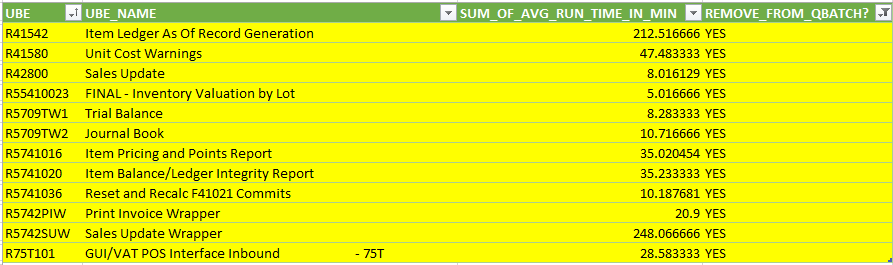 UBE UBE_NAME SUM_OF_AVG_RUN_TIME_IN_MIN REMOVE_FROM_QBATCH?
R41542 Item Ledger As Of Record Generation 212.516666 YES
R41580 Unit Cost Warnings 47.483333 YES
R42800 Sales Update 8.016129 YES
R55410023 FINAL - Inventory Valuation by Lot 5.016666 YES
R5709TW1 Trial Balance 8.283333 YES
R5709TW2 Journal Book 10.716666 YES
R5741016 Item Pricing and Points Report 35.020454 YES
R5741020 Item Balance/Ledger Integrity Report 35.233333 YES
R5741036 Reset and Recalc F41021 Commits 10.187681 YES
R5742PIW Print Invoice Wrapper 20.9 YES
R5742SUW Sales Update Wrapper 248.066666 YES
R75T101 GUI/VAT POS Interface Inbound - 75T 28.583333 YES